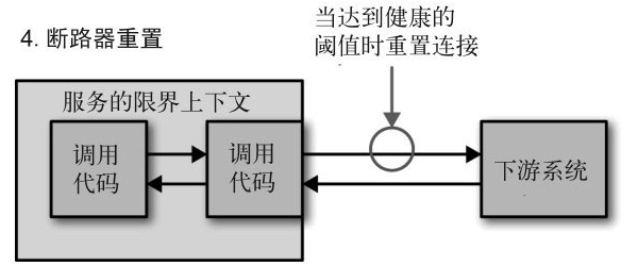 4. 断路器重置
当达到健康的
阈值时重置连接
服务的限界上下文
调用
代码
调用
代码
下游系统